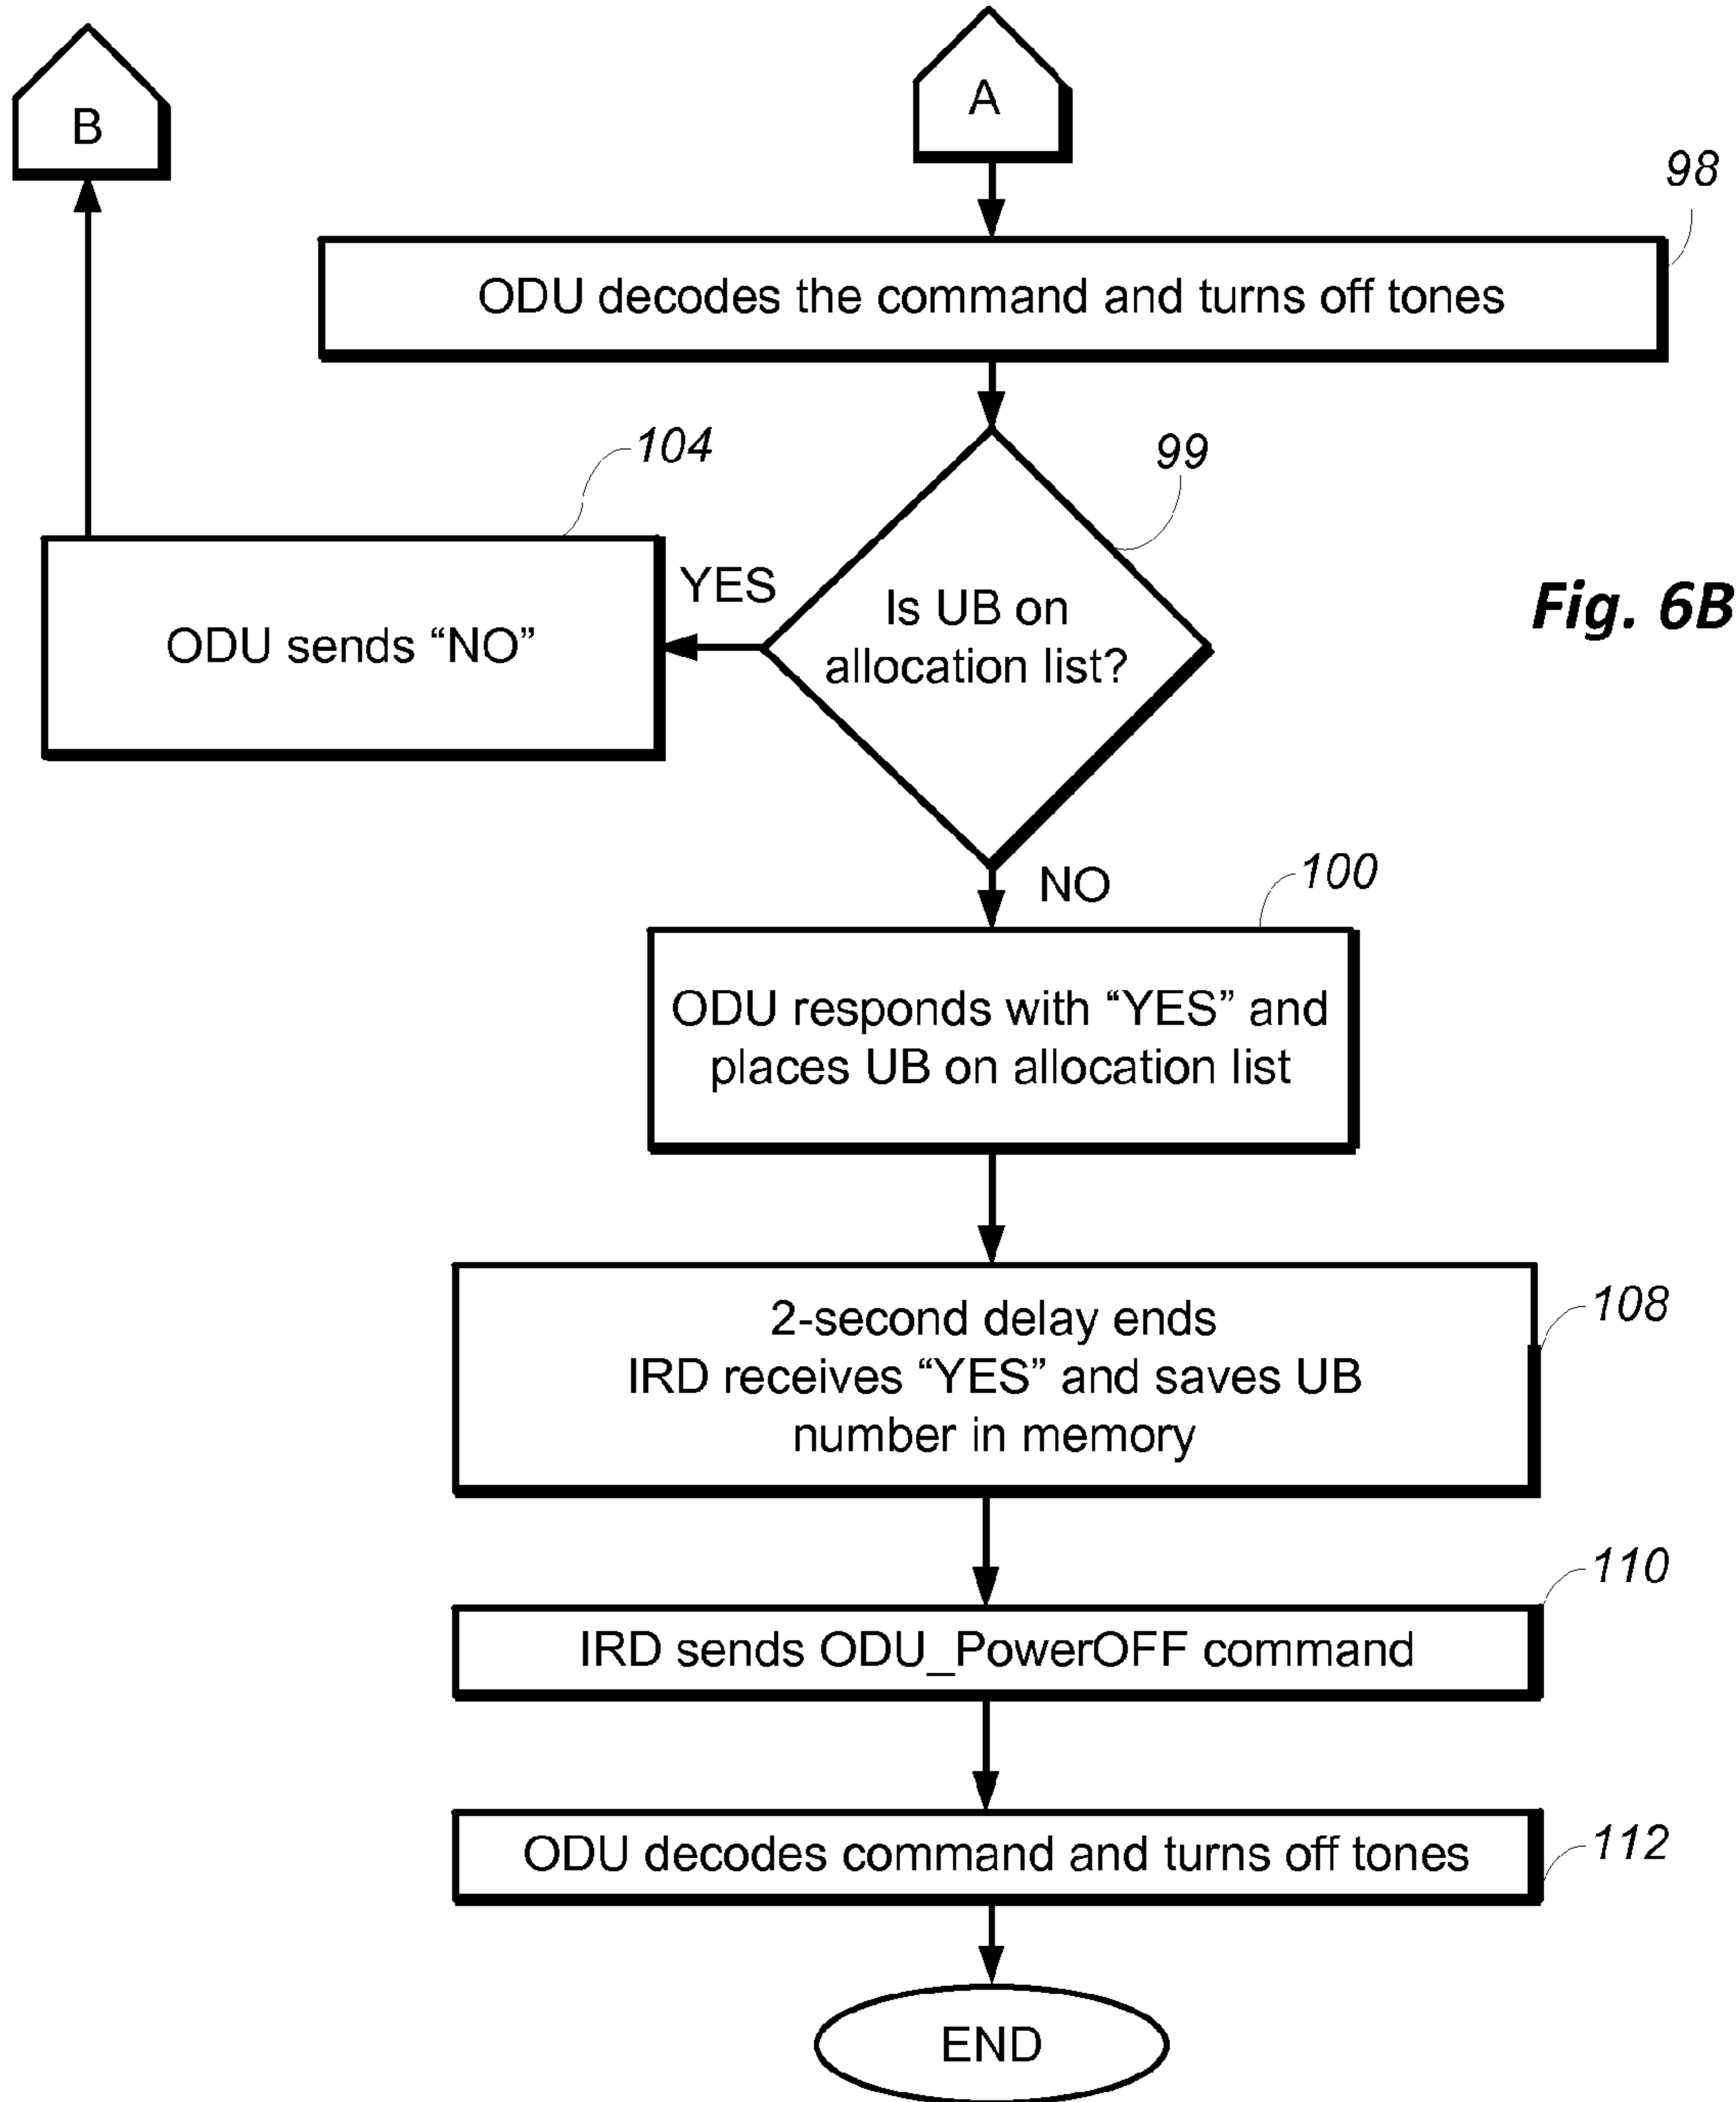 B
A
98
ODU decodes the command and turns off tones
104
99
YES
Is UB on
allocation list?
ODU sends “NO”
Fig. 6B
NO
100
ODU responds with “YES” and
places UB on allocation list
2-second delay ends
IRD receives “YES” and saves UB
number in memory
108
110
IRD sends ODU_PowerOFF command
ODU decodes command and turns off tones
112
END